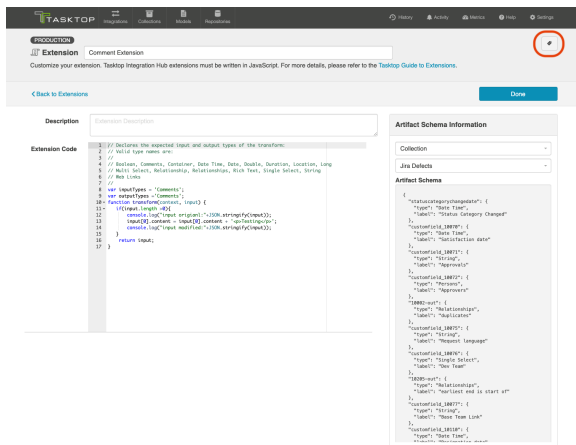 TASKTOP
Integrations
Collections
Models
Repositories
History
Activity
Metrics
Help
Settings
PRODUCTION
Extension
Comment Extension
Customize your extension. Tasktop Integration Hub extensions must be written in JavaScript. For more details, please refer to the Tasktop Guide to Extensions.
Back to Extensions
Done
Description
Extension Description
Extension Code
1 // Declares the expected input and output types of the transform.
2 // Valid type names are:
3 //
4 // Boolean, Comments, Container, Date Time, Date, Double, Duration, Location, Long
5 // Multi Select, Relationship, Relationships, Rich Text, Single Select, String
6 // Web Links
7 //
8 var inputTypes = 'Comments';
9 var outputTypes ='Comments';
10 function transform(context, input) {
11 if(input.length >0){
12 console.log("input original:"+JSON.stringify(input));
13 input[0].content = input[0].content + "<p>Testing</p>";
14 console.log("input modified:"+JSON.stringify(input));
15 }
16 return input;
17 }
Artifact Schema Information
Collection
Jira Defects
Artifact Schema
{
"statuscategorychangedate": {
"type": "Date Time",
"label": "Status Category Changed"
},
"customfield_10070": {
"type": "Date Time",
"label": "Satisfaction date"
},
"customfield_10071": {
"type": "String",
"label": "Approvals"
},
"customfield_10072": {
"type": "Persons",
"label": "Approvers"
},
"10002-out": {
"type": "Relationships",
"label": "duplicates"
},
"customfield_10075": {
"type": "String",
"label": "Request language"
},
"customfield_10076": {
"type": "Single Select",
"label": "Dev Team"
},
"10205-out": {
"type": "Relationships",
"label": "earliest end is start of"
},
"customfield_10077": {
"type": "String",
"label": "Base Team Link"
},
"customfield_10110": {
"type": "Date Time",